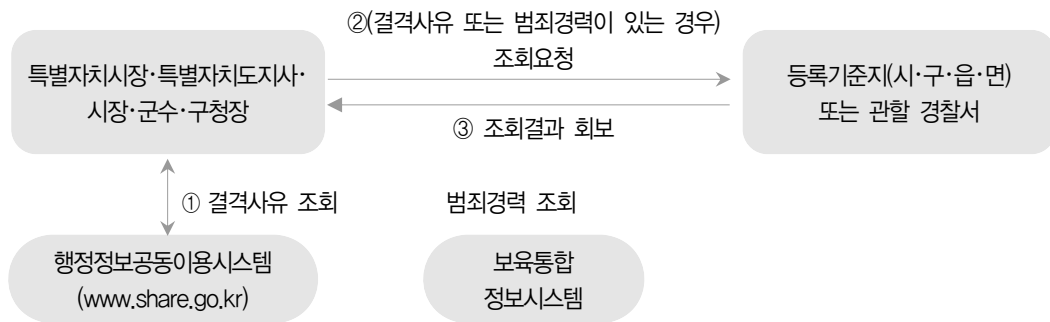 ②(결격사유 또는 범죄경력이 있는 경우)
조회요청
특별자치시장·특별자치도지사·
시장·군수·구청장
등록기준지(시·구·읍·면)
또는 관할 경찰서
③ 조회결과 회보
① 결격사유 조회
범죄경력 조회
행정정보공동이용시스템
(www.share.go.kr)
보육통합
정보시스템